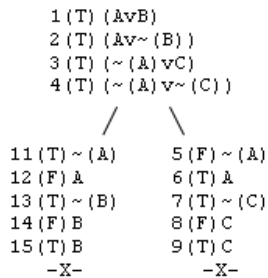 1(T)(AvB)
2(T)(Av~(B))
3(T)(~(A)vC)
4(T)(~(A)v~(C))
11(T)~(A) 5(F)~(A)
12(F)A 6(T)A
13(T)~(B) 7(T)~(C)
14(F)B 8(F)C
15(T)B 9(T)C
-X- -X-